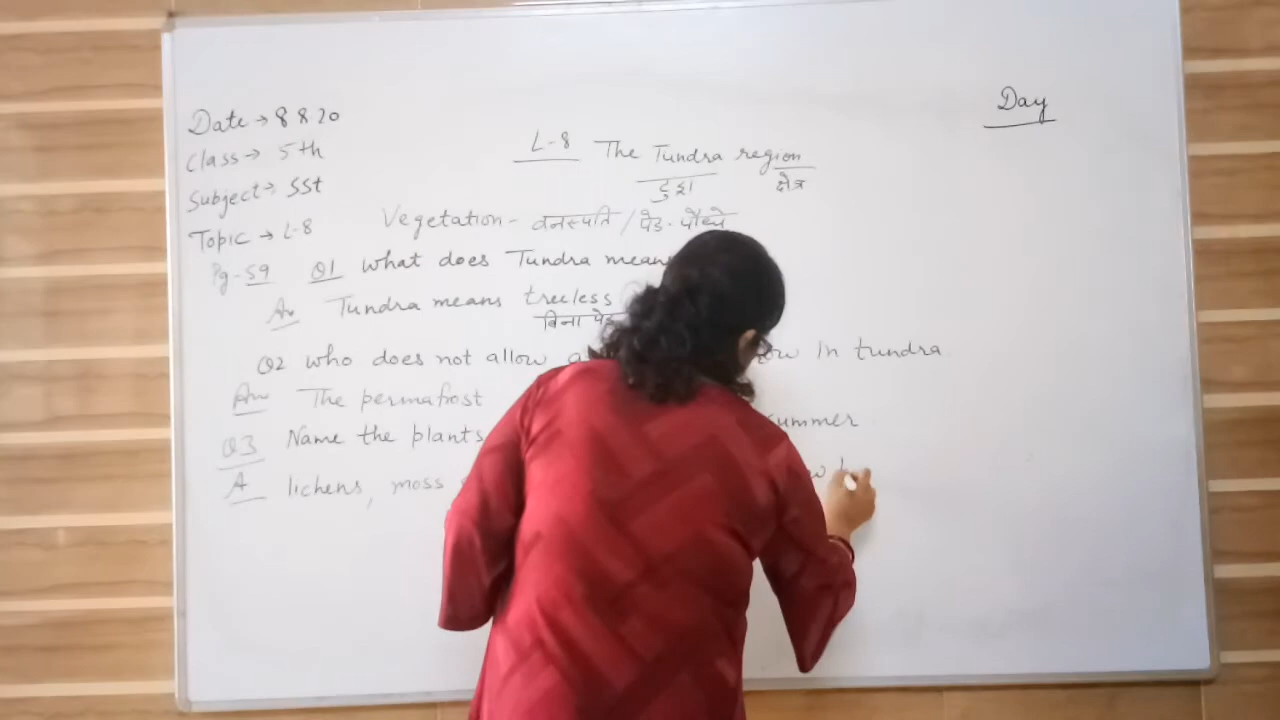 Day
Date → 8 8 20
Class → 5th
Subject → SSt
Topic → L-8
L-8 The Tundra region
टुंड्रा क्षेत्र
Vegetation - वनस्पति / पेड़-पौधे
Pg-59 Q1 What does Tundra mean
An Tundra means treeless
बिना पेड़
Q2 who does not allow in tundra
Ans The permafrost
Q3 Name the plants summer
A lichens, moss